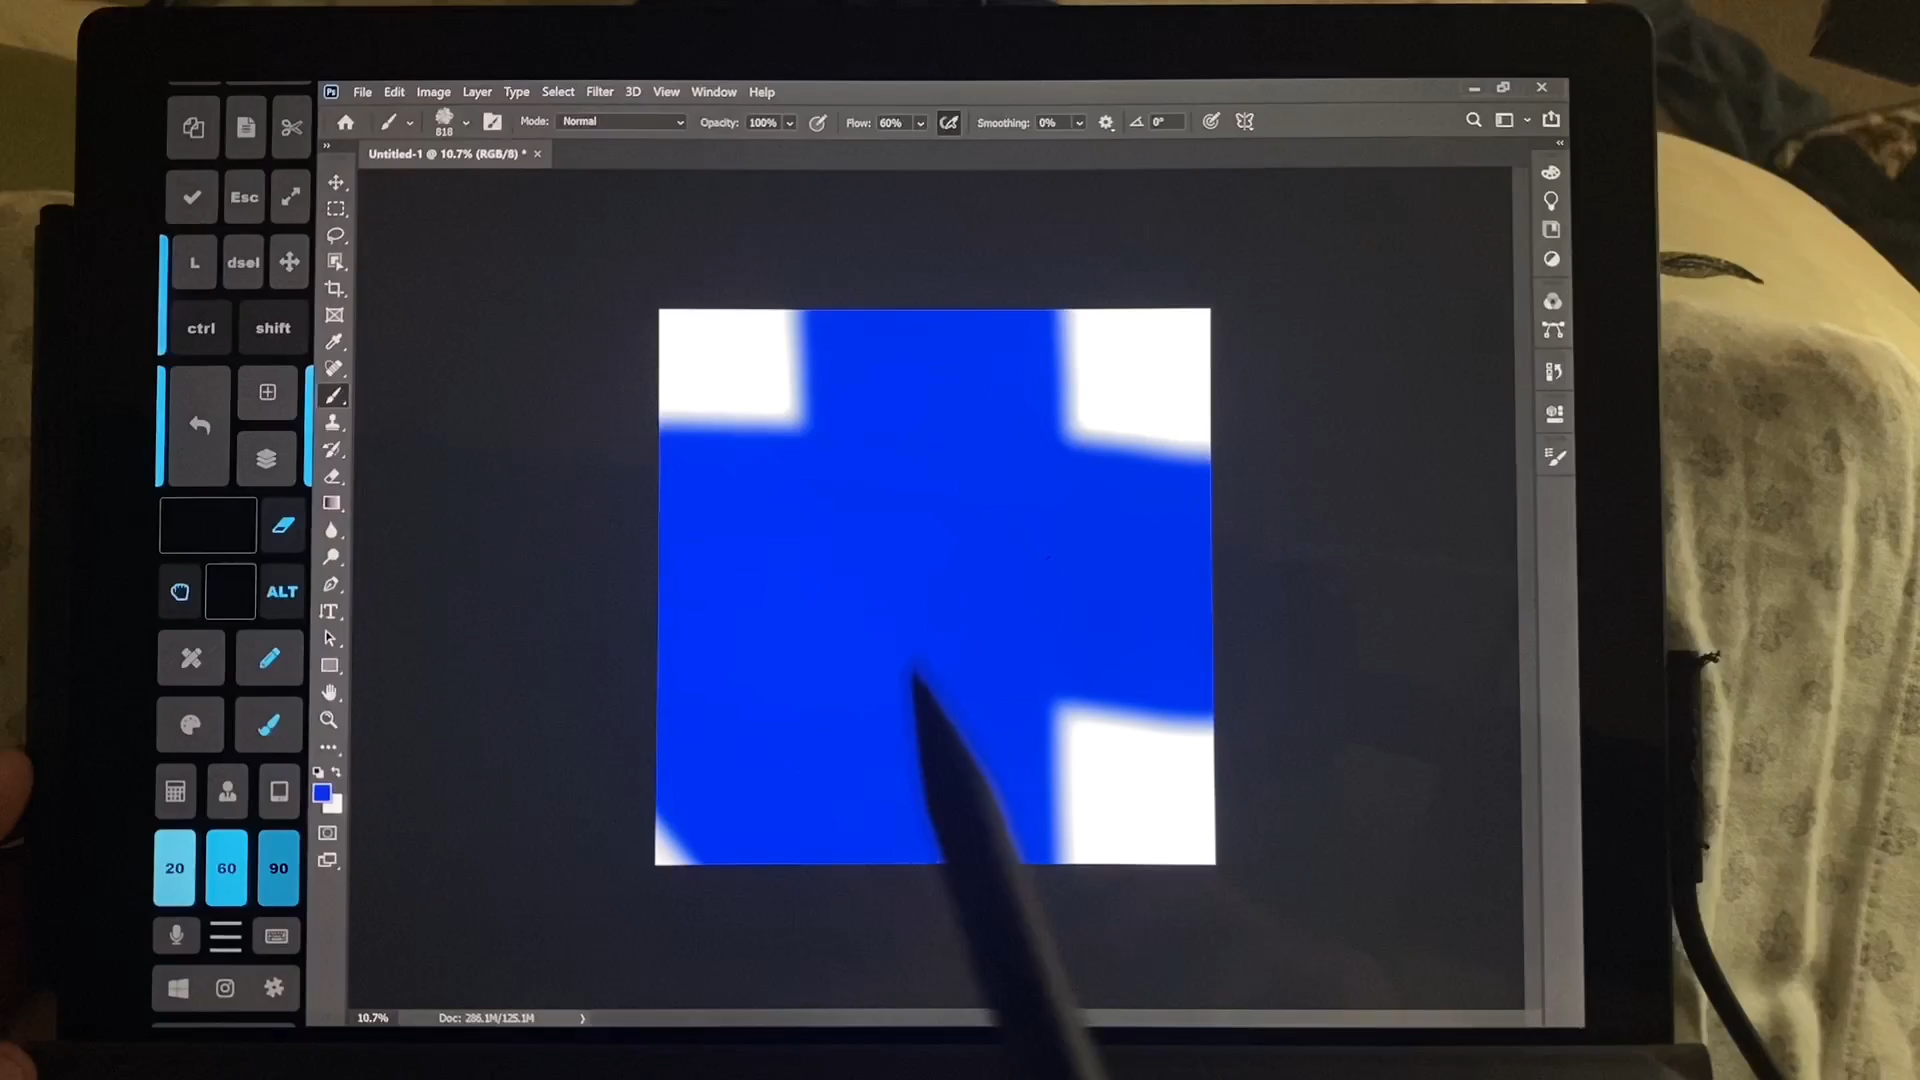 Ps File Edit Image Layer Type Select Filter 3D View Window Help
818 Mode: Normal Opacity: 100% Flow: 60% Smoothing: 0% 0°
Untitled-1 @ 10.7% (RGB/8) * ×
Esc
L dsel
ctrl shift
ALT
T
20 60 90
10.7% Doc: 286.1M/125.1M